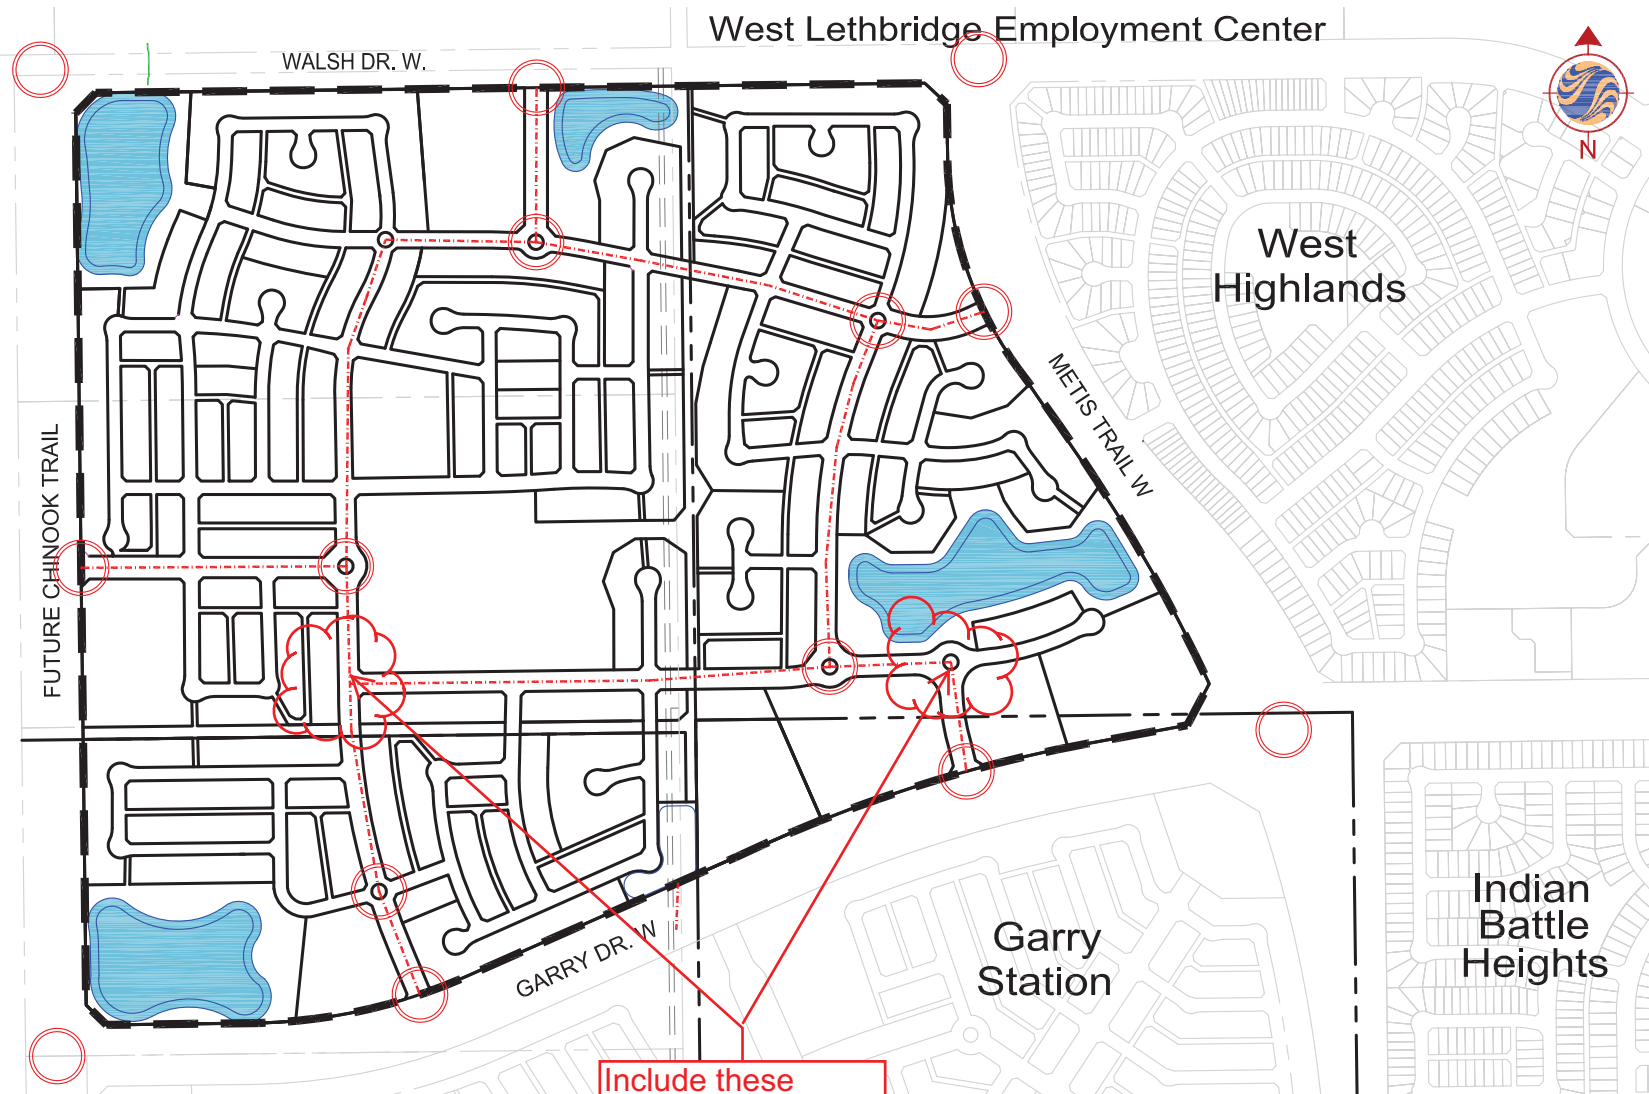 West Lethbridge Employment Center
WALSH DR. W.
N
West
Highlands
METIS TRAIL W
FUTURE CHINOOK TRAIL
GARRY DR. W
Garry
Station
Indian
Battle
Heights
Include these